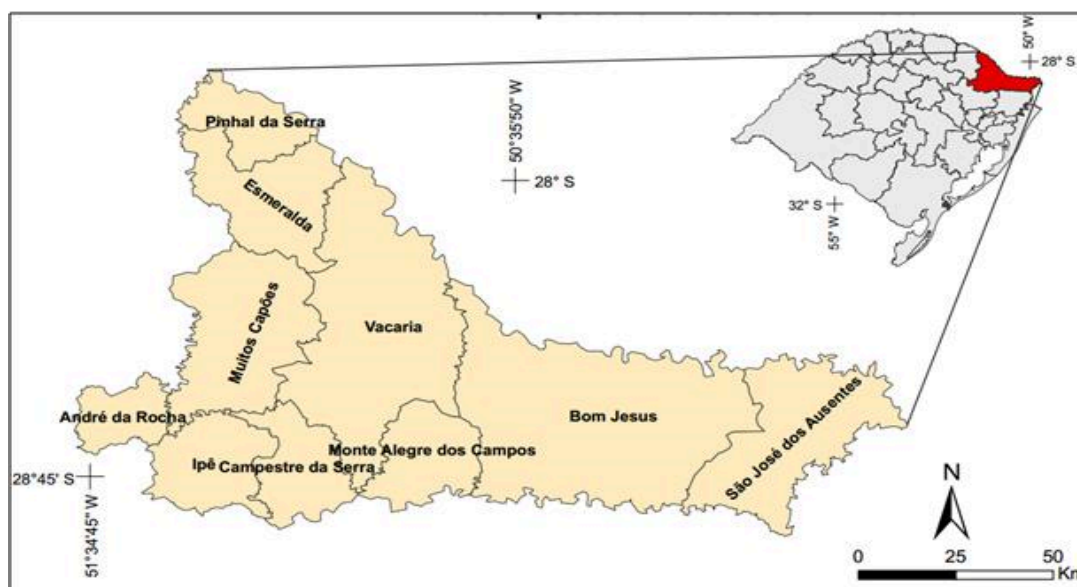 50° W
28° S
Pinhal da Serra
50°35'50" W
28° S
Esmeralda
32° S
55° W
Muitos Capões
Vacaria
André da Rocha
Bom Jesus
São José dos Ausentes
Ipê
Campestre da Serra
Monte Alegre dos Campos
28°45' S
51°34'45" W
N
0 25 50
Km